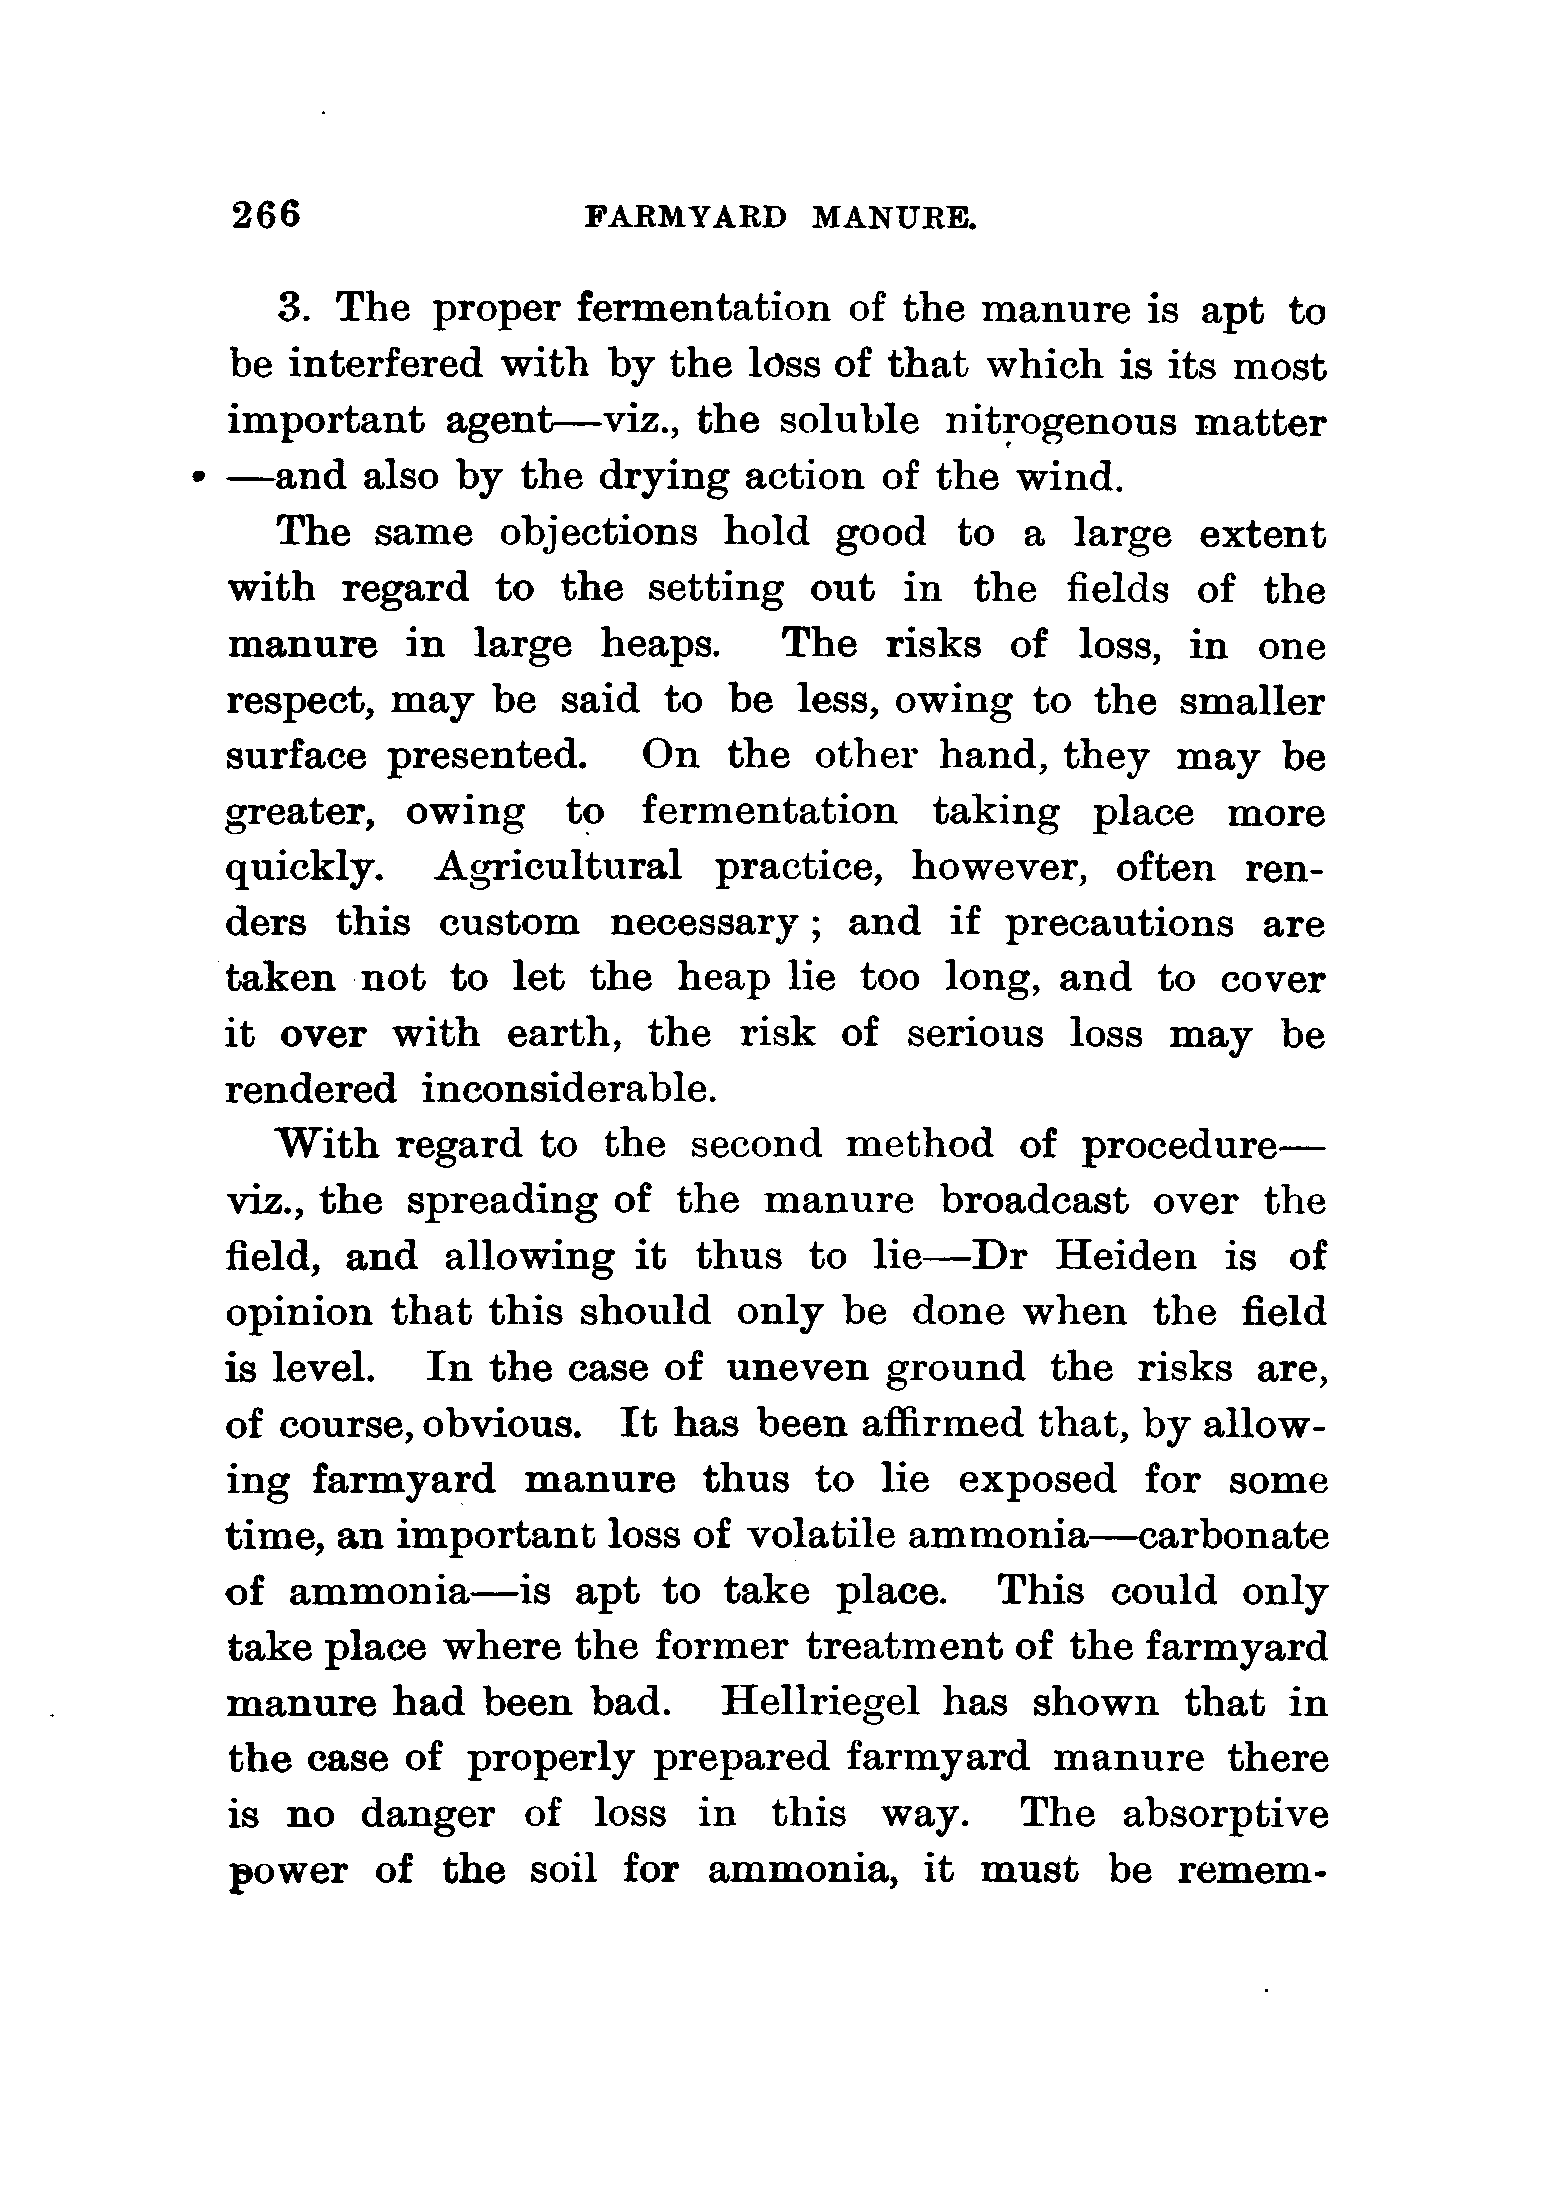 266 FARMYARD MANURE.
3. The proper fermentation of the manure is apt to
be interfered with by the loss of that which is its most
important agent—viz., the soluble nitrogenous matter
—and also by the drying action of the wind.
The same objections hold good to a large extent
with regard to the setting out in the fields of the
manure in large heaps. The risks of loss, in one
respect, may be said to be less, owing to the smaller
surface presented. On the other hand, they may be
greater, owing to fermentation taking place more
quickly. Agricultural practice, however, often ren-
ders this custom necessary; and if precautions are
taken not to let the heap lie too long, and to cover
it over with earth, the risk of serious loss may be
rendered inconsiderable.
With regard to the second method of procedure—
viz., the spreading of the manure broadcast over the
field, and allowing it thus to lie—Dr Heiden is of
opinion that this should only be done when the field
is level. In the case of uneven ground the risks are,
of course, obvious. It has been affirmed that, by allow-
ing farmyard manure thus to lie exposed for some
time, an important loss of volatile ammonia—carbonate
of ammonia—is apt to take place. This could only
take place where the former treatment of the farmyard
manure had been bad. Hellriegel has shown that in
the case of properly prepared farmyard manure there
is no danger of loss in this way. The absorptive
power of the soil for ammonia, it must be remem-